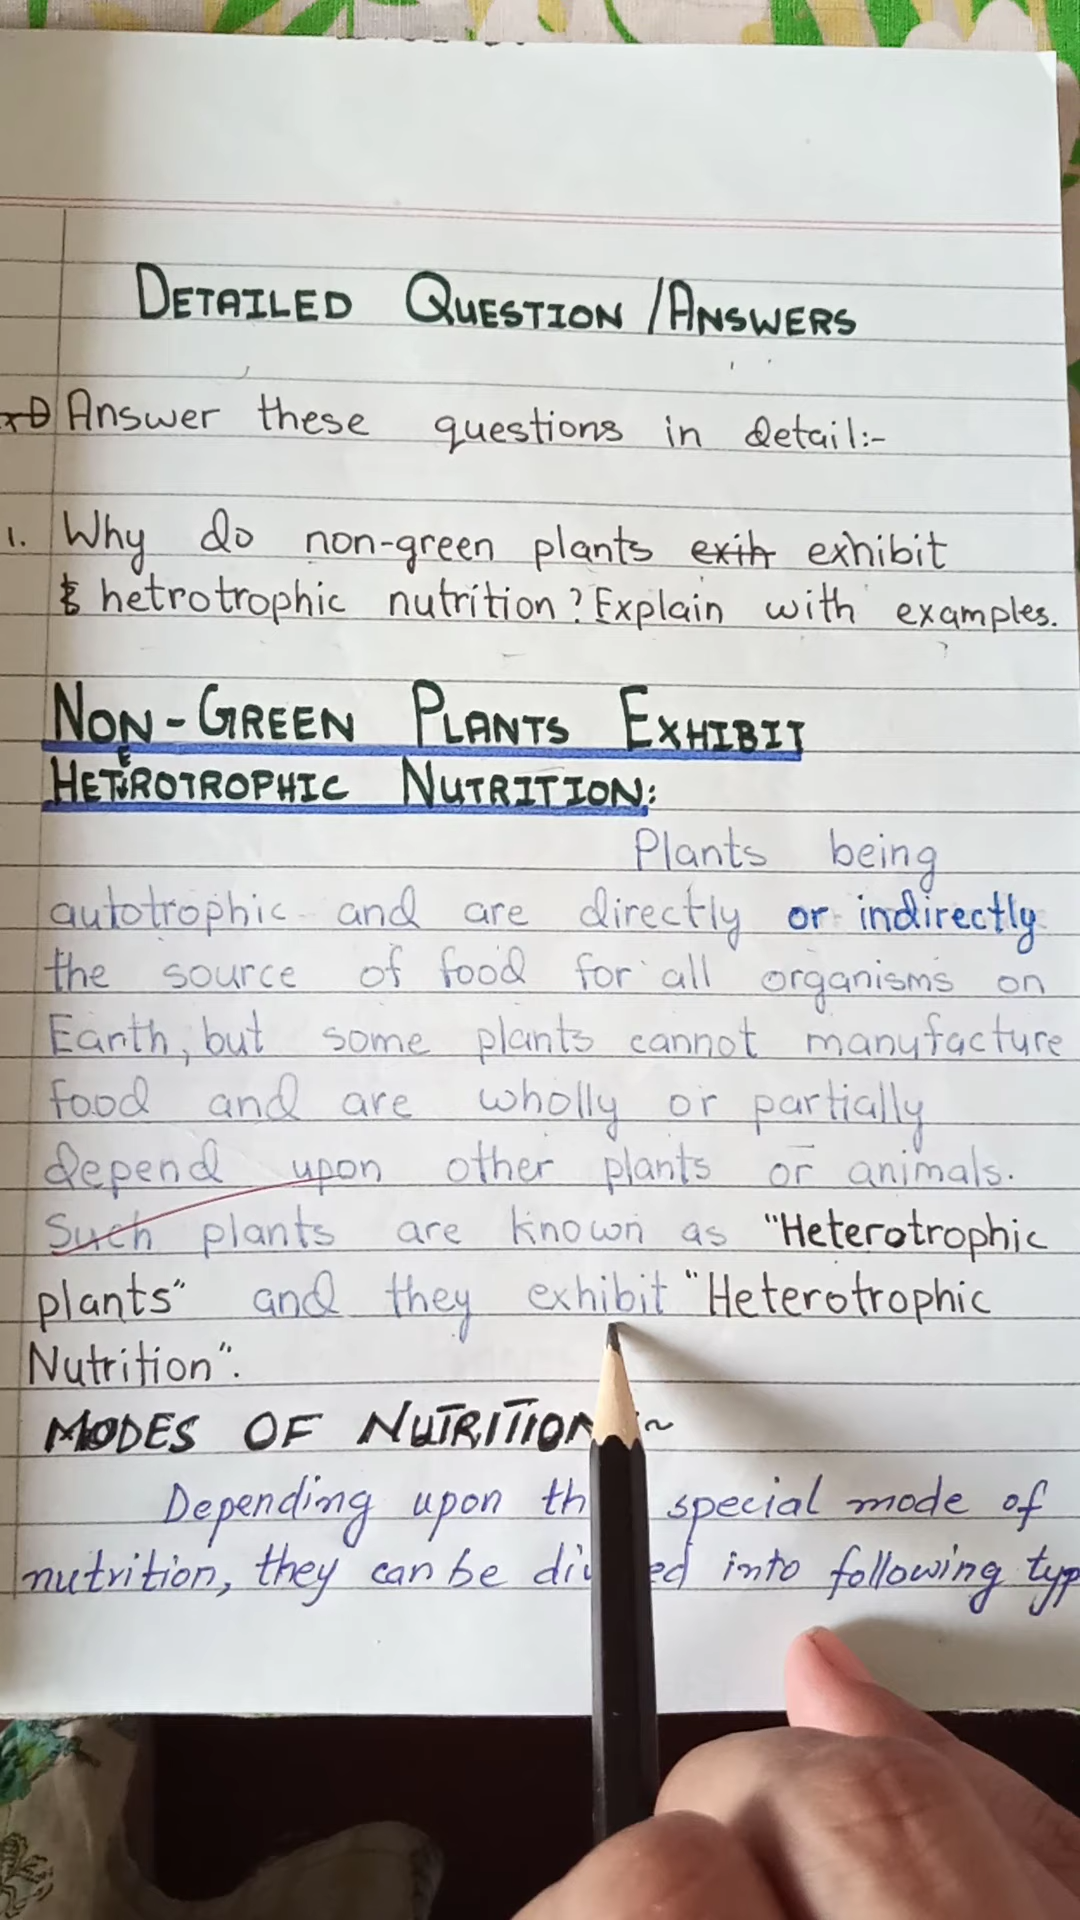 DETAILED QUESTION/ANSWERS
Answer these questions in detail:-
1. Why do non-green plants exih exhibit
hetrotrophic nutrition? Explain with examples.
NON-GREEN PLANTS EXHIBIT
HETEROTROPHIC NUTRITION:
Plants being
autotrophic and are directly or indirectly
the source of food for all organisms on
Earth, but some plants cannot manufacture
food and are wholly or partially
depend upon other plants or animals.
Such plants are known as "Heterotrophic
plants" and they exhibit "Heterotrophic
Nutrition".
MODES OF NUTRITION
Depending upon special mode of
nutrition, they can be into following